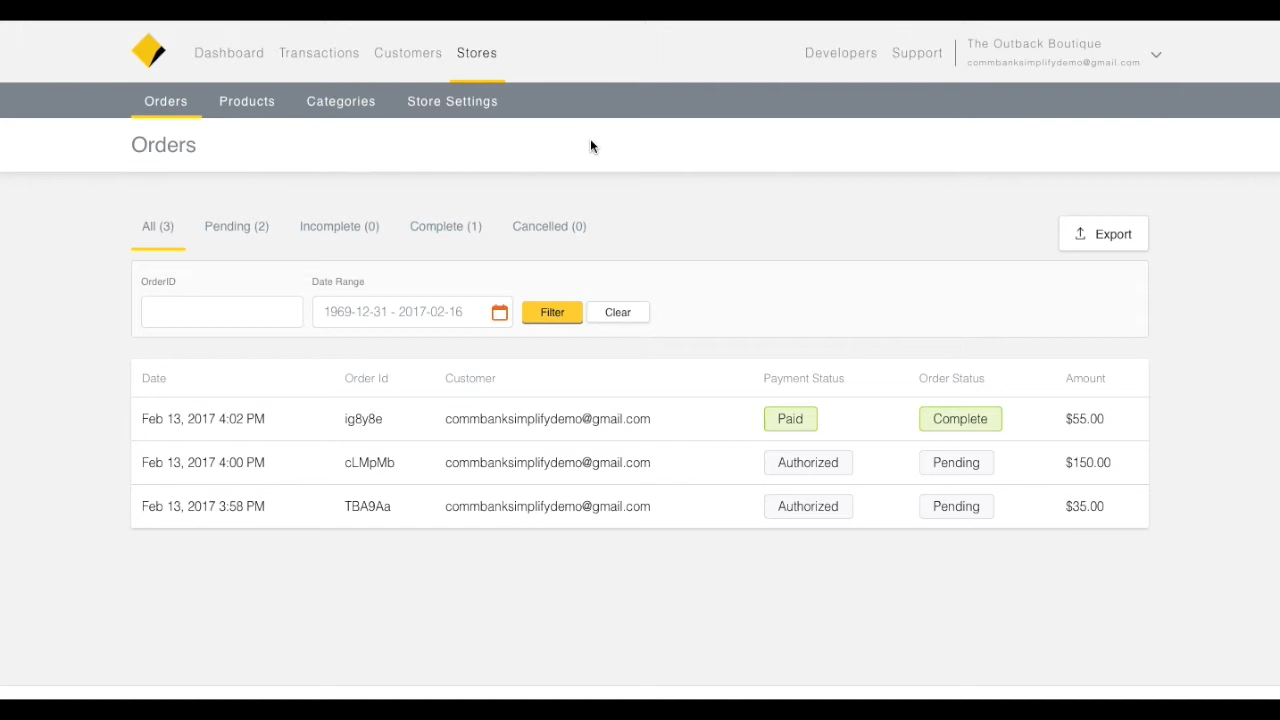 Dashboard Transactions Customers Stores Developers Support The Outback Boutique
commbanksimplifydemo@gmail.com
Orders Products Categories Store Settings
Orders
All (3) Pending (2) Incomplete (0) Complete (1) Cancelled (0) Export
OrderID Date Range
1969-12-31 - 2017-02-16 Filter Clear
Date Order Id Customer Payment Status Order Status Amount
Feb 13, 2017 4:02 PM ig8y8e commbanksimplifydemo@gmail.com Paid Complete $55.00
Feb 13, 2017 4:00 PM cLMpMb commbanksimplifydemo@gmail.com Authorized Pending $150.00
Feb 13, 2017 3:58 PM TBA9Aa commbanksimplifydemo@gmail.com Authorized Pending $35.00